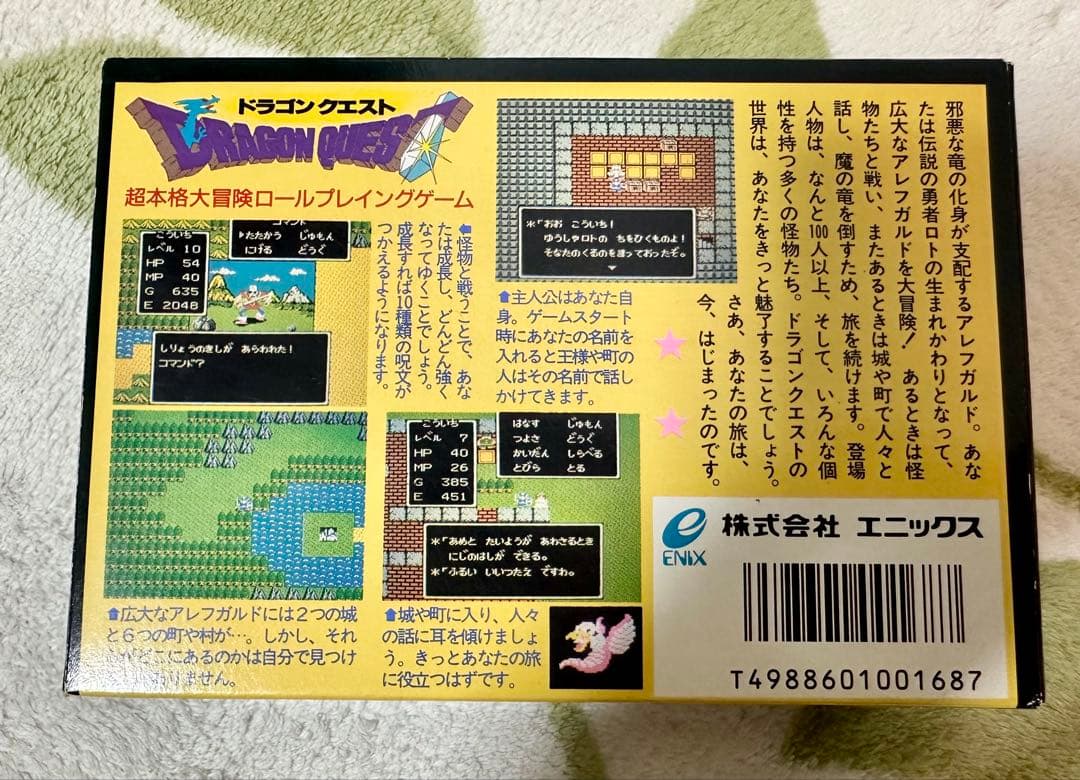 ドラゴン クエスト
DRAGON QUEST
超本格大冒険ロールプレイングゲーム
こういち
レベル 10
HP 54
MP 40
G 635
E 2048
コマンド
▶たたかう じゅもん
にげる どうぐ
しりょうのきしが あらわれた!
コマンド?
⬆怪物と戦うことで、あな
たは成長し、どんどん強く
なってゆくことでしょう。
成長すれば10種類の呪文が
つかえるようになります。
*「おお こういち!
ゆうしゃロトの ちをひくものよ!
そなたのくるのを まっておったぞ。
▼
⬆主人公はあなた自
身。ゲームスタート
時にあなたの名前を
入れると王様や町の
人はその名前で話し
かけてきます。
邪悪な竜の化身が支配するアレフガルド。あな
たは伝説の勇者ロトの生まれかわりとなって、
広大なアレフガルドを大冒険! あるときは怪
物たちと戦い、またあるときは城や町で人々と
話し、魔の竜を倒すため、旅を続けます。登場
人物は、なんと100人以上、そして、いろんな個
性を持つ多くの怪物たち。ドラゴンクエストの
世界は、あなたをきっと魅了することでしょう。
さあ、あなたの旅は、
今、はじまったのです。
⬆広大なアレフガルドには2つの城
と6つの町や村が…。しかし、それ
がどこにあるのかは自分で見つけ
りません。
こういち
レベル 7
HP 40
MP 26
G 385
E 451
はなす じゅもん
つよさ どうぐ
かいだん しらべる
とびら とる
*「あめと たいようが あわさるとき
にじのはしが できる。
*「ふるい いいつたえ ですわ。
⬆城や町に入り、人々
の話に耳を傾けましょ
う。きっとあなたの旅
に役立つはずです。
e
ENIX
株式会社 エニックス
T4988601001687